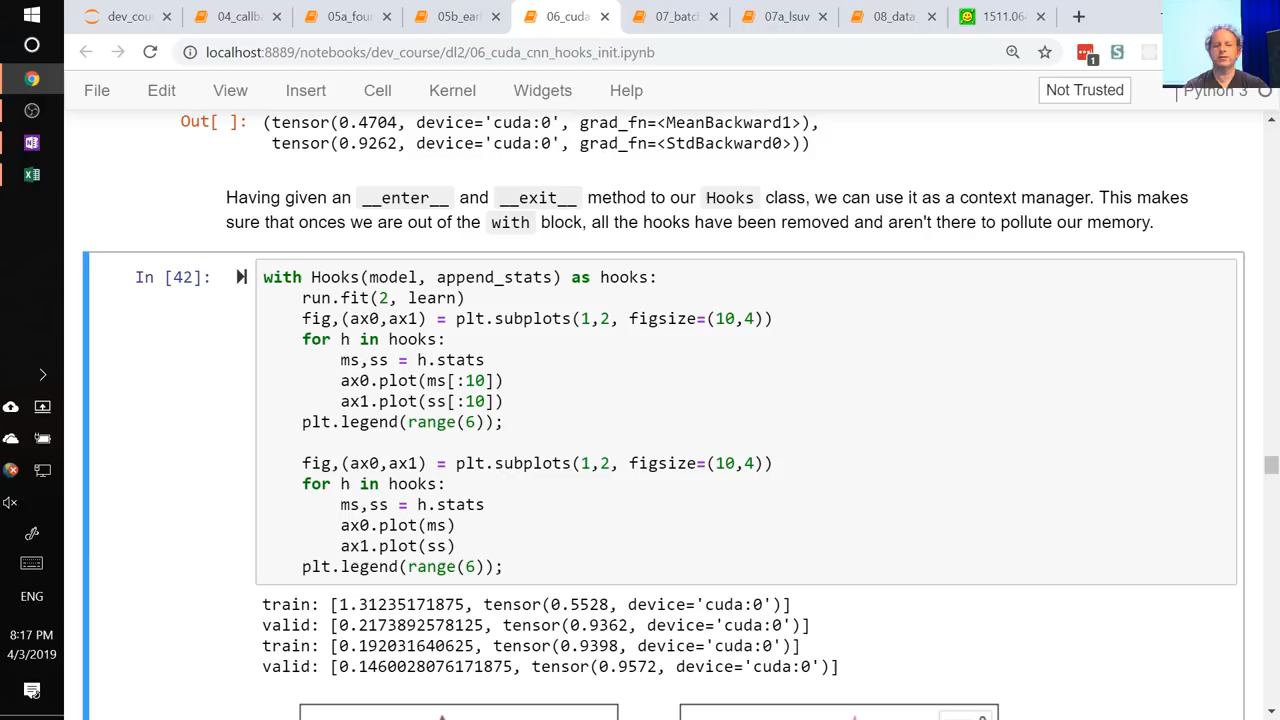 dev_cou
04_callb
05a_fou
05b_earl
06_cuda
07_batch
07a_lsuv
08_data_
1511.06
localhost:8889/notebooks/dev_course/dl2/06_cuda_cnn_hooks_init.ipynb
File Edit View Insert Cell Kernel Widgets Help Not Trusted Python 3
Out[ ]: (tensor(0.4704, device='cuda:0', grad_fn=<MeanBackward1>),
tensor(0.9262, device='cuda:0', grad_fn=<StdBackward0>))
Having given an __enter__ and __exit__ method to our Hooks class, we can use it as a context manager. This makes
sure that onces we are out of the with block, all the hooks have been removed and aren't there to pollute our memory.
In [42]: with Hooks(model, append_stats) as hooks:
run.fit(2, learn)
fig,(ax0,ax1) = plt.subplots(1,2, figsize=(10,4))
for h in hooks:
ms,ss = h.stats
ax0.plot(ms[:10])
ax1.plot(ss[:10])
plt.legend(range(6));
fig,(ax0,ax1) = plt.subplots(1,2, figsize=(10,4))
for h in hooks:
ms,ss = h.stats
ax0.plot(ms)
ax1.plot(ss)
plt.legend(range(6));
train: [1.31235171875, tensor(0.5528, device='cuda:0')]
valid: [0.2173892578125, tensor(0.9362, device='cuda:0')]
train: [0.192031640625, tensor(0.9398, device='cuda:0')]
valid: [0.1460028076171875, tensor(0.9572, device='cuda:0')]
ENG
8:17 PM
4/3/2019